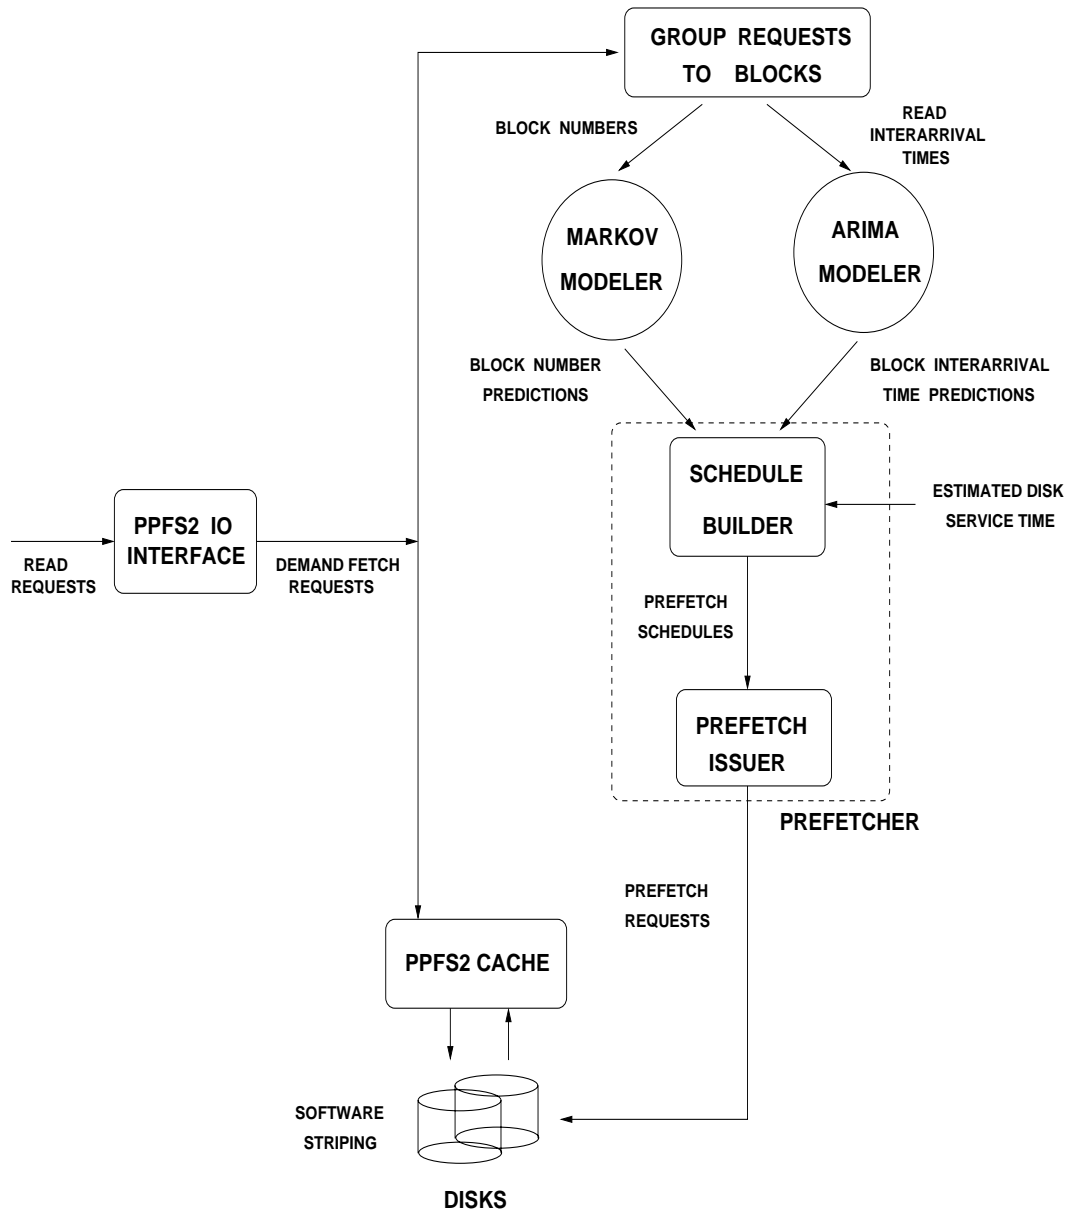 GROUP REQUESTS
TO BLOCKS
BLOCK NUMBERS
READ
INTERARRIVAL
TIMES
MARKOV
MODELER
ARIMA
MODELER
BLOCK NUMBER
PREDICTIONS
BLOCK INTERARRIVAL
TIME PREDICTIONS
SCHEDULE
BUILDER
ESTIMATED DISK
SERVICE TIME
PPFS2 IO
INTERFACE
READ
REQUESTS
DEMAND FETCH
REQUESTS
PREFETCH
SCHEDULES
PREFETCH
ISSUER
PREFETCHER
PREFETCH
REQUESTS
PPFS2 CACHE
SOFTWARE
STRIPING
DISKS